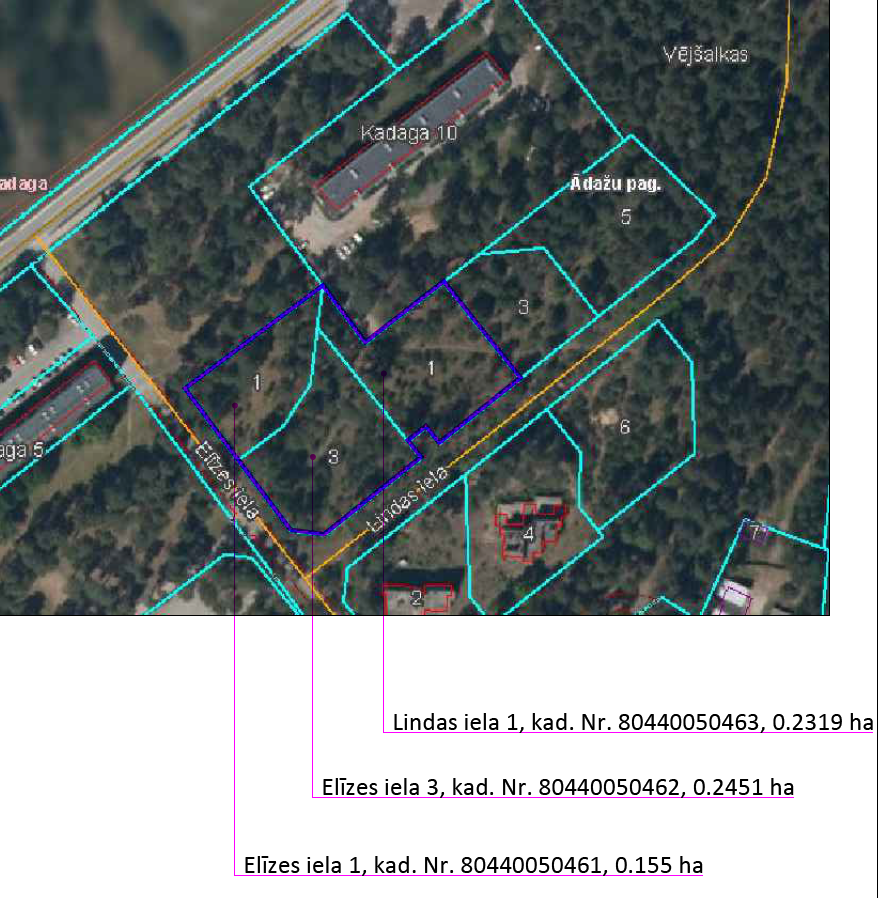 Vējšalkas
Kadaga 10
adaga
Ādažu pag.
5
3
1
1
6
aga 5
3
Elīzes iela
Lindas iela
4
7
2
Lindas iela 1, kad. Nr. 80440050463, 0.2319 ha
Elīzes iela 3, kad. Nr. 80440050462, 0.2451 ha
Elīzes iela 1, kad. Nr. 80440050461, 0.155 ha